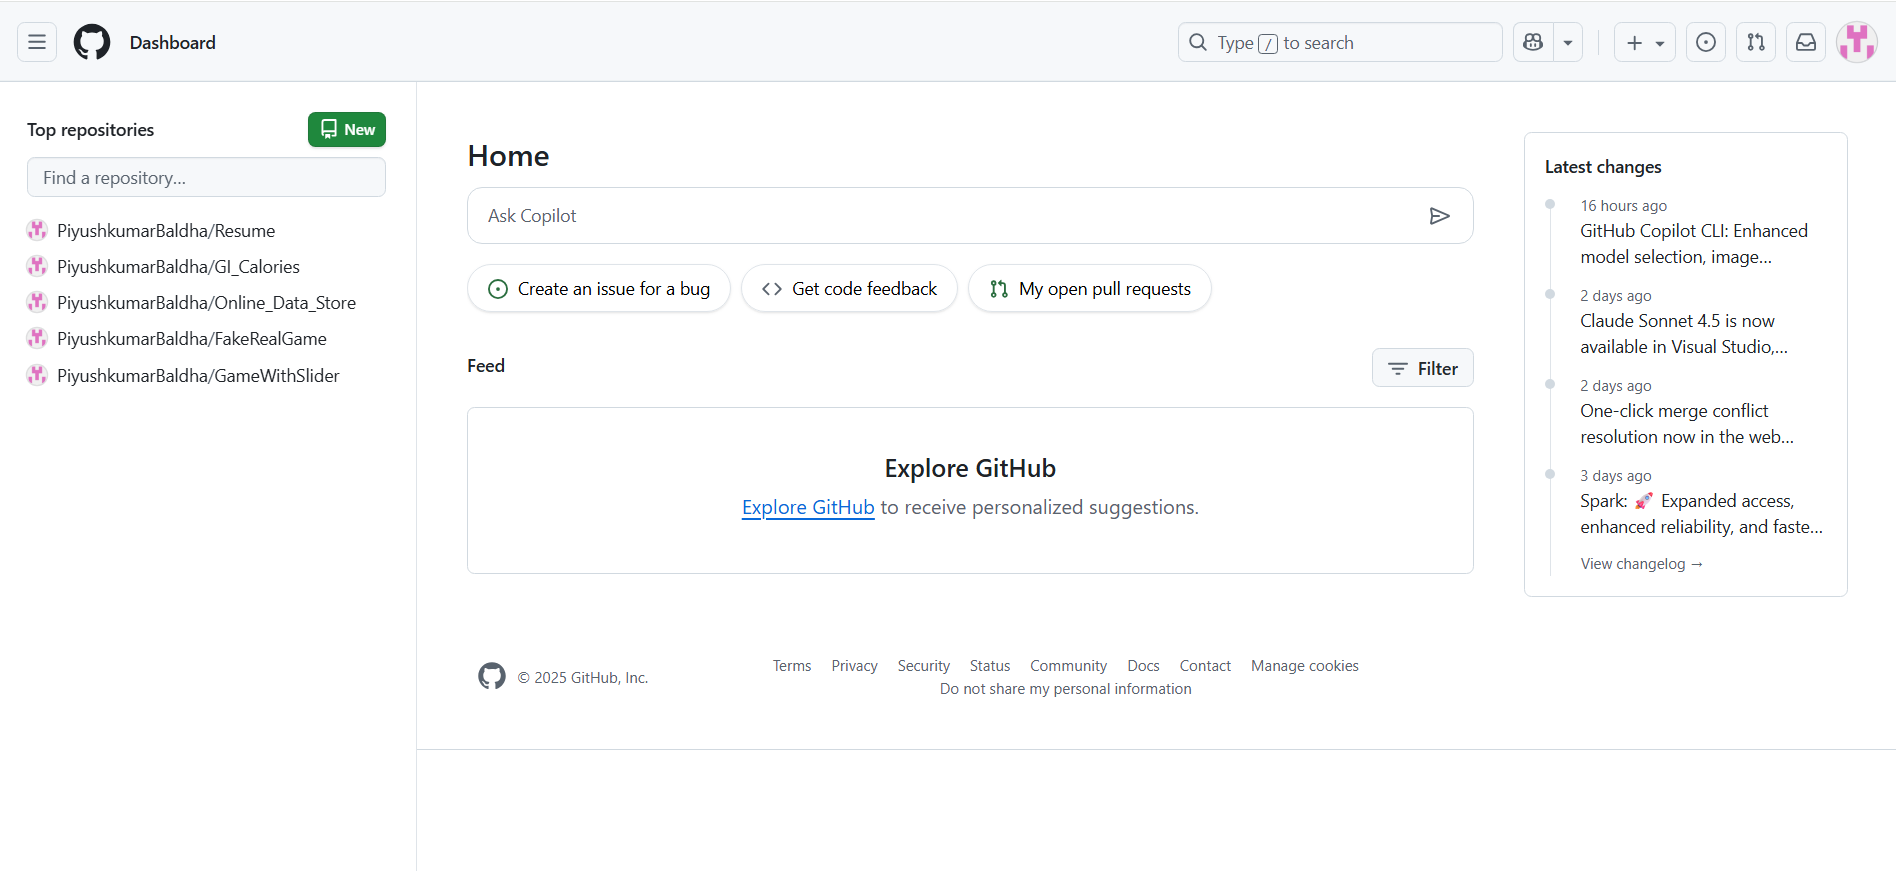 Dashboard
Type / to search
Top repositories
New
Find a repository...
PiyushkumarBaldha/Resume
PiyushkumarBaldha/GI_Calories
PiyushkumarBaldha/Online_Data_Store
PiyushkumarBaldha/FakeRealGame
PiyushkumarBaldha/GameWithSlider
Home
Ask Copilot
Create an issue for a bug
Get code feedback
My open pull requests
Feed
Filter
Explore GitHub
Explore GitHub to receive personalized suggestions.
Latest changes
16 hours ago
GitHub Copilot CLI: Enhanced
model selection, image...
2 days ago
Claude Sonnet 4.5 is now
available in Visual Studio,...
2 days ago
One-click merge conflict
resolution now in the web...
3 days ago
Spark: 🚀 Expanded access,
enhanced reliability, and faste...
View changelog →
© 2025 GitHub, Inc.
Terms Privacy Security Status Community Docs Contact Manage cookies
Do not share my personal information